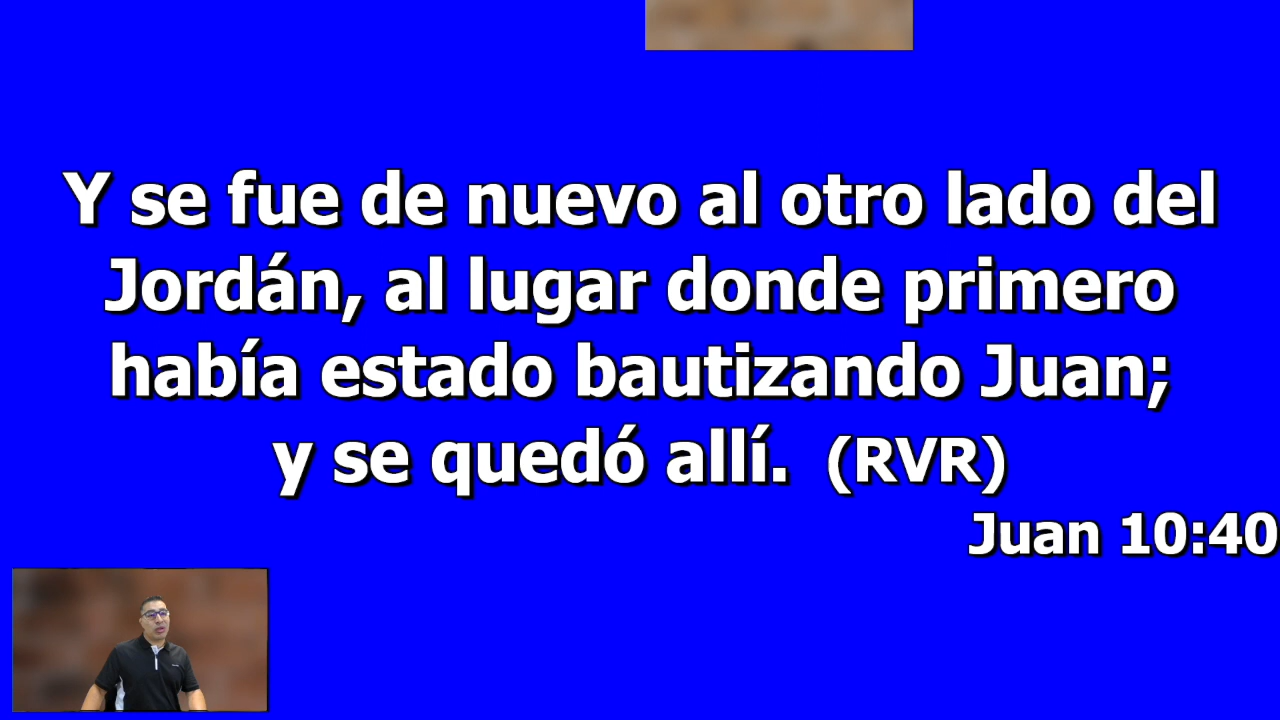 Y se fue de nuevo al otro lado del
Jordán, al lugar donde primero
había estado bautizando Juan;
y se quedó allí. (RVR)
Juan 10:40